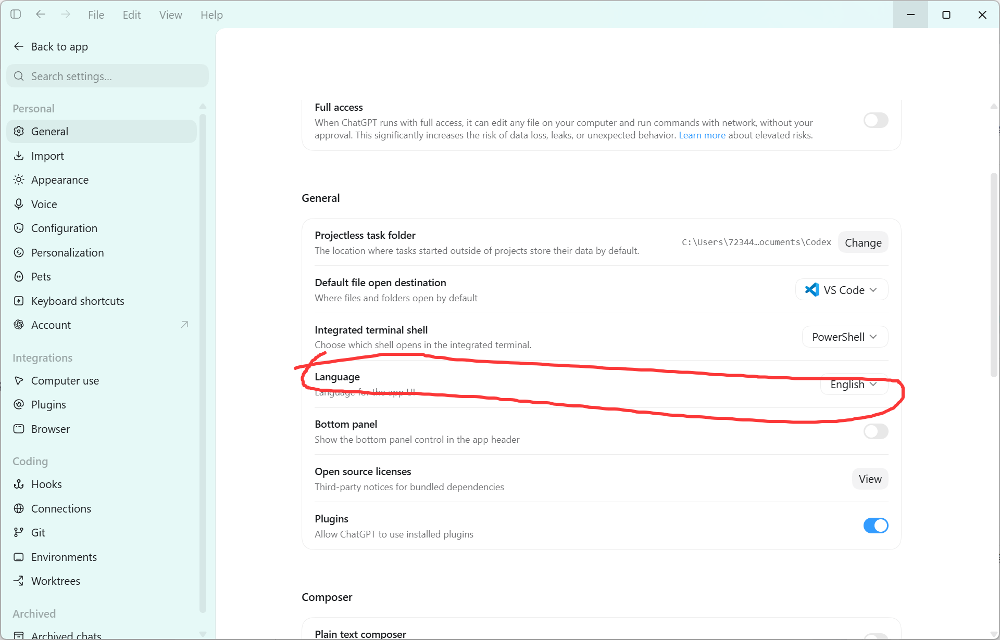 File Edit View Help
Back to app
Search settings...
Personal
General
Import
Appearance
Voice
Configuration
Personalization
Pets
Keyboard shortcuts
Account
Integrations
Computer use
Plugins
Browser
Coding
Hooks
Connections
Git
Environments
Worktrees
Archived
Archived chats
Full access
When ChatGPT runs with full access, it can edit any file on your computer and run commands with network, without your
approval. This significantly increases the risk of data loss, leaks, or unexpected behavior. Learn more about elevated risks.
General
Projectless task folder
The location where tasks started outside of projects store their data by default.
C:\Users\72344…ocuments\Codex
Change
Default file open destination
Where files and folders open by default
VS Code
Integrated terminal shell
Choose which shell opens in the integrated terminal.
PowerShell
Language
Language for the app UI
English
Bottom panel
Show the bottom panel control in the app header
Open source licenses
Third-party notices for bundled dependencies
View
Plugins
Allow ChatGPT to use installed plugins
Composer
Plain text composer